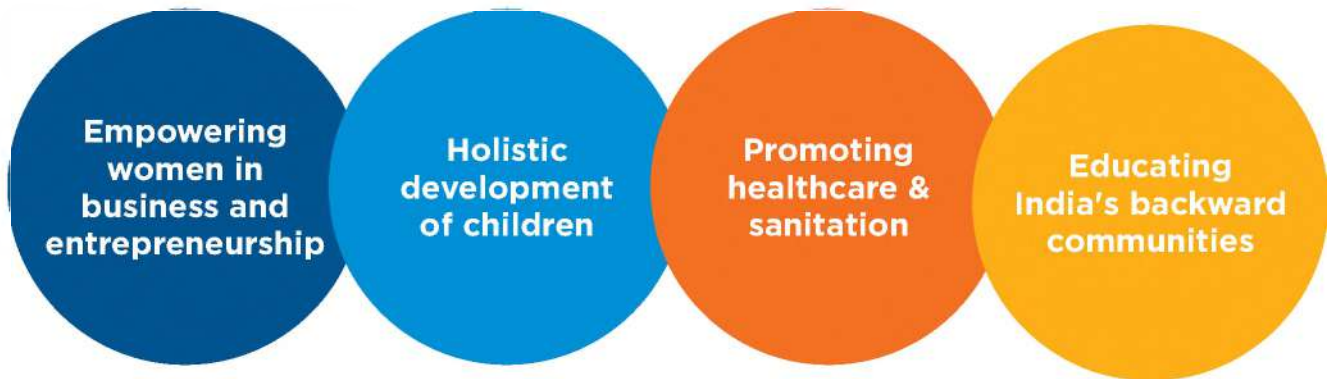 Empowering
women in
business and
entrepreneurship
Holistic
development
of children
Promoting
healthcare &
sanitation
Educating
India's backward
communities